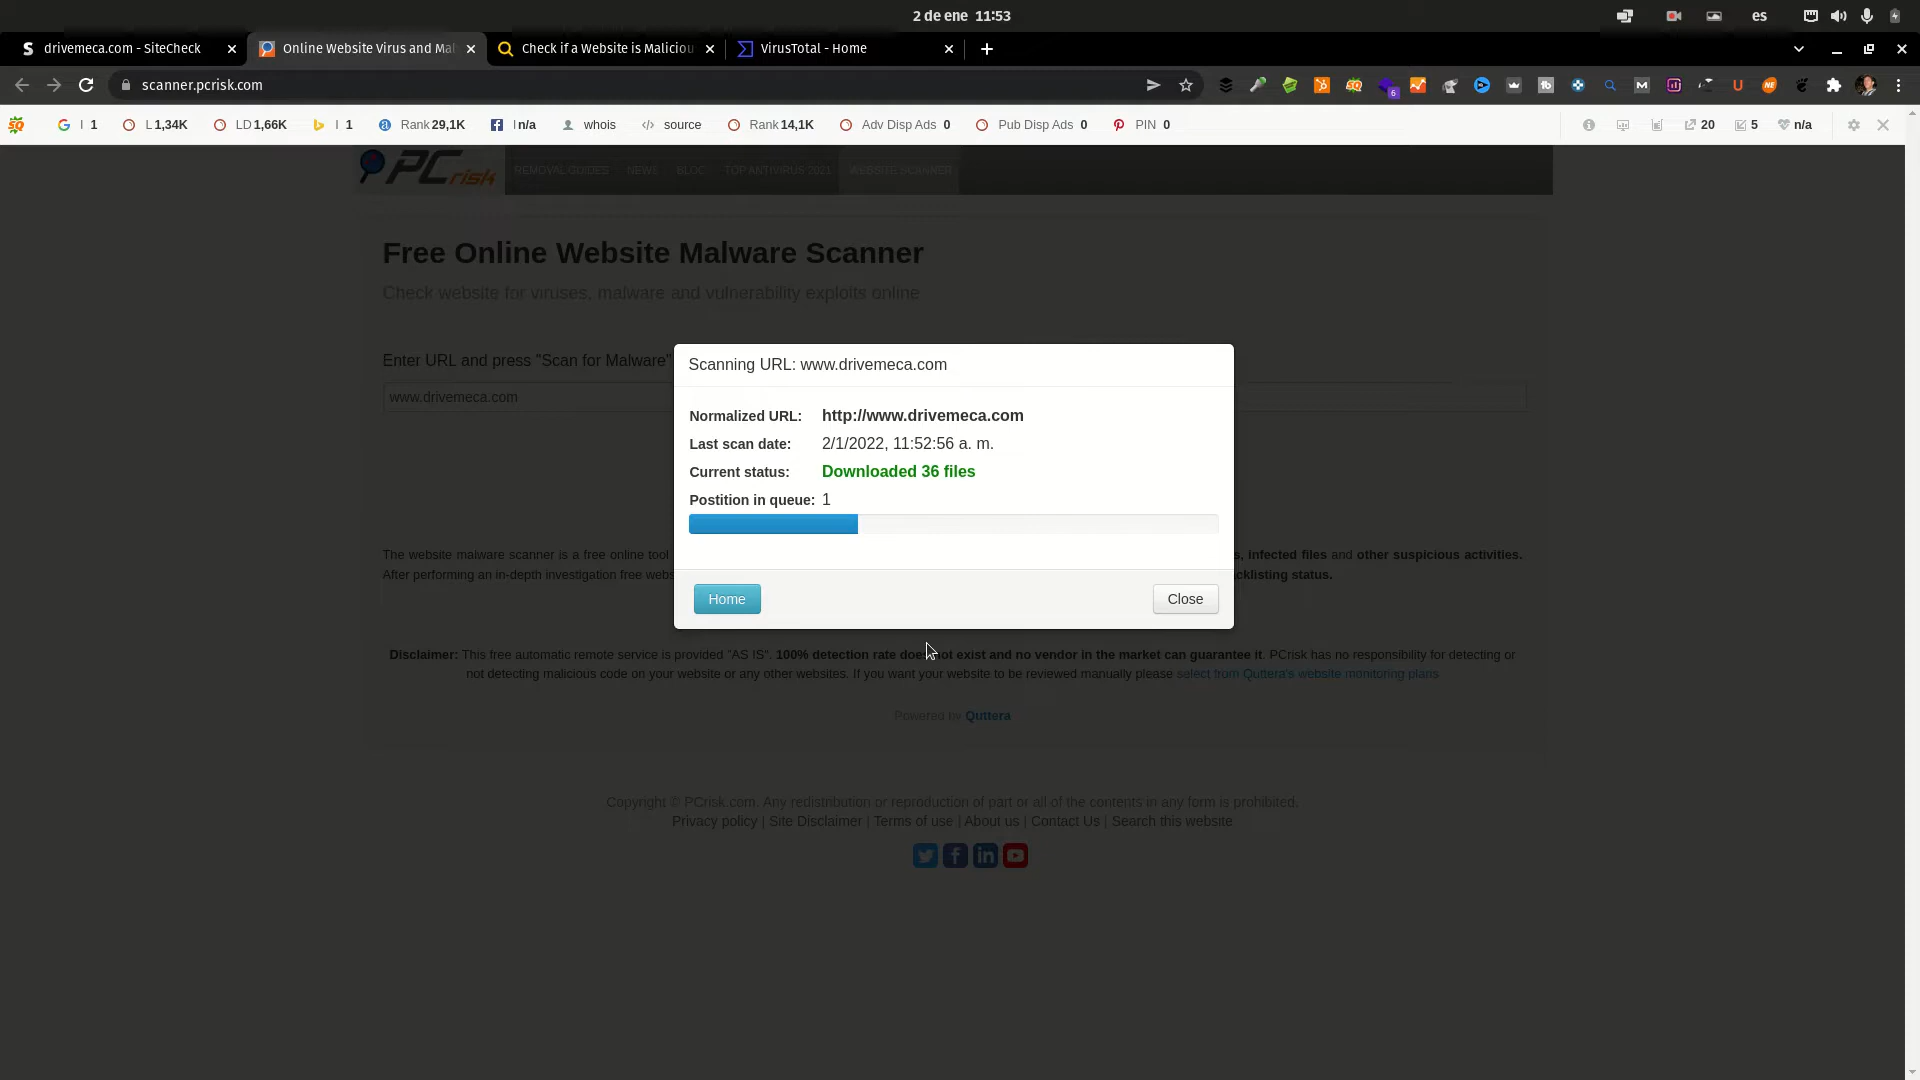 2 de ene 11:53
es
drivemeca.com - SiteCheck
Online Website Virus and Mal
Check if a Website is Maliciou
VirusTotal - Home
scanner.pcrisk.com
6
I 1
L 1,34K
LD 1,66K
I 1
Rank 29,1K
I n/a
whois
source
Rank 14,1K
Adv Disp Ads 0
Pub Disp Ads 0
PIN 0
20
5
n/a
PCrisk
REMOVAL GUIDES
NEWS
BLOG
TOP ANTIVIRUS 2021
WEBSITE SCANNER
Free Online Website Malware Scanner
Check website for viruses, malware and vulnerability exploits online
Enter URL and press "Scan for Malware"
www.drivemeca.com
Scanning URL: www.drivemeca.com
Normalized URL: http://www.drivemeca.com
Last scan date: 2/1/2022, 11:52:56 a. m.
Current status: Downloaded 36 files
Postition in queue: 1
Home
Close
The website malware scanner is a free online tool s, infected files and other suspicious activities.
After performing an in-depth investigation free webs cklisting status.
Disclaimer: This free automatic remote service is provided "AS IS". 100% detection rate does not exist and no vendor in the market can guarantee it. PCrisk has no responsibility for detecting or
not detecting malicious code on your website or any other websites. If you want your website to be reviewed manually please select from Quttera's website monitoring plans
Powered by Quttera
Copyright © PCrisk.com. Any redistribution or reproduction of part or all of the contents in any form is prohibited.
Privacy policy | Site Disclaimer | Terms of use | About us | Contact Us | Search this website